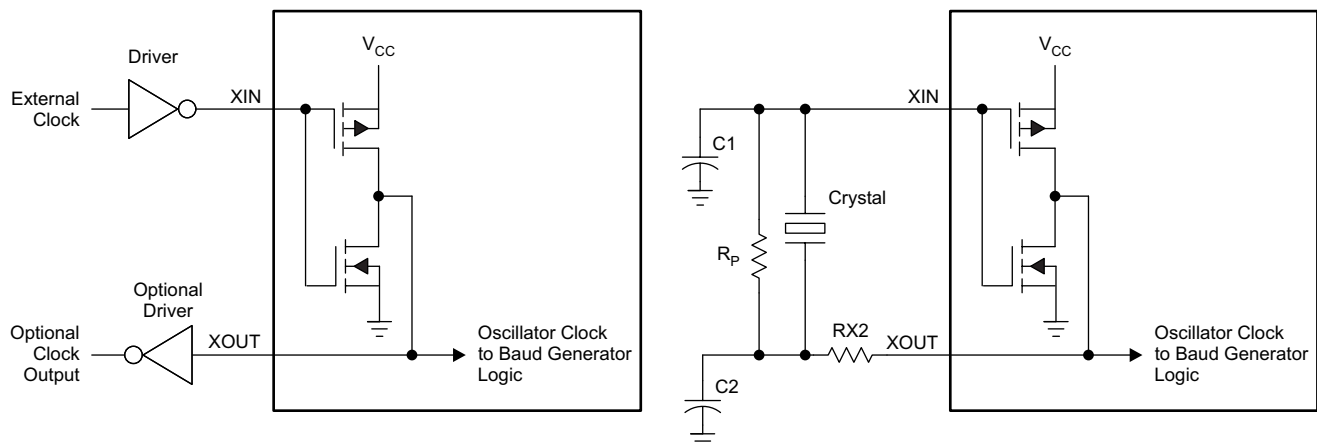 Driver
External
Clock
XIN
V_CC
Optional
Driver
Optional
Clock
Output
XOUT
Oscillator Clock
to Baud Generator
Logic
V_CC
XIN
C1
Crystal
R_P
RX2
XOUT
C2
Oscillator Clock
to Baud Generator
Logic